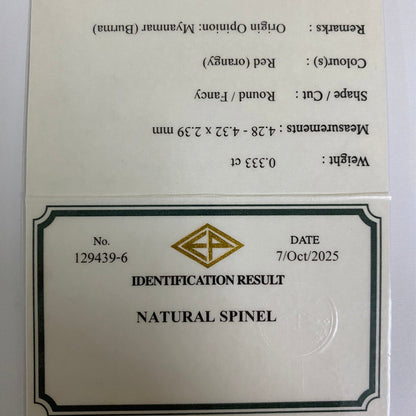 Weight : 0.333 ct
Measurements : 4.28 - 4.32 x 2.39 mm
Shape / Cut : Round / Fancy
Colour(s) : Red (orangy)
Remarks : Origin Opinion: Myanmar (Burma)
No. DATE
129439-6 7/Oct/2025
EP
IDENTIFICATION RESULT
NATURAL SPINEL